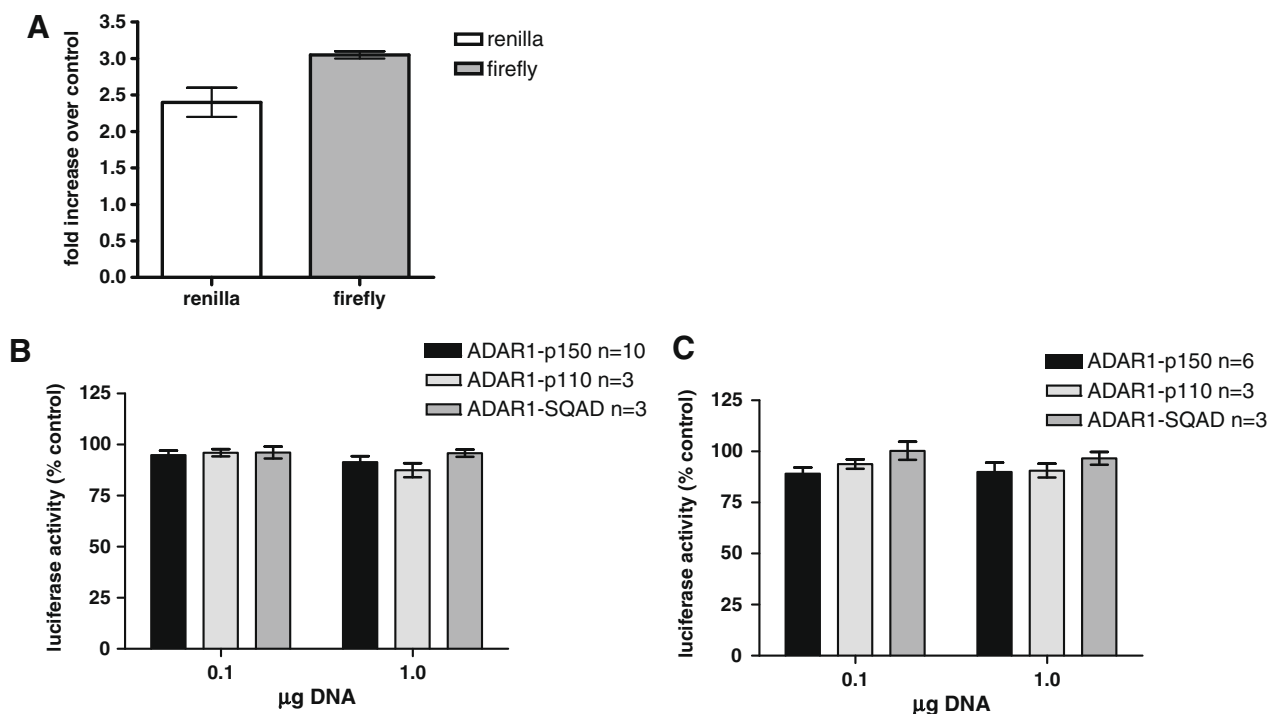 A
fold increase over control
3.5
3.0
2.5
2.0
1.5
1.0
0.5
0.0
renilla
firefly
renilla
firefly
B
ADAR1-p150 n=10
ADAR1-p110 n=3
ADAR1-SQAD n=3
luciferase activity (% control)
125
100
75
50
25
0
0.1
1.0
µg DNA
C
ADAR1-p150 n=6
ADAR1-p110 n=3
ADAR1-SQAD n=3
luciferase activity (% control)
125
100
75
50
25
0
0.1
1.0
µg DNA